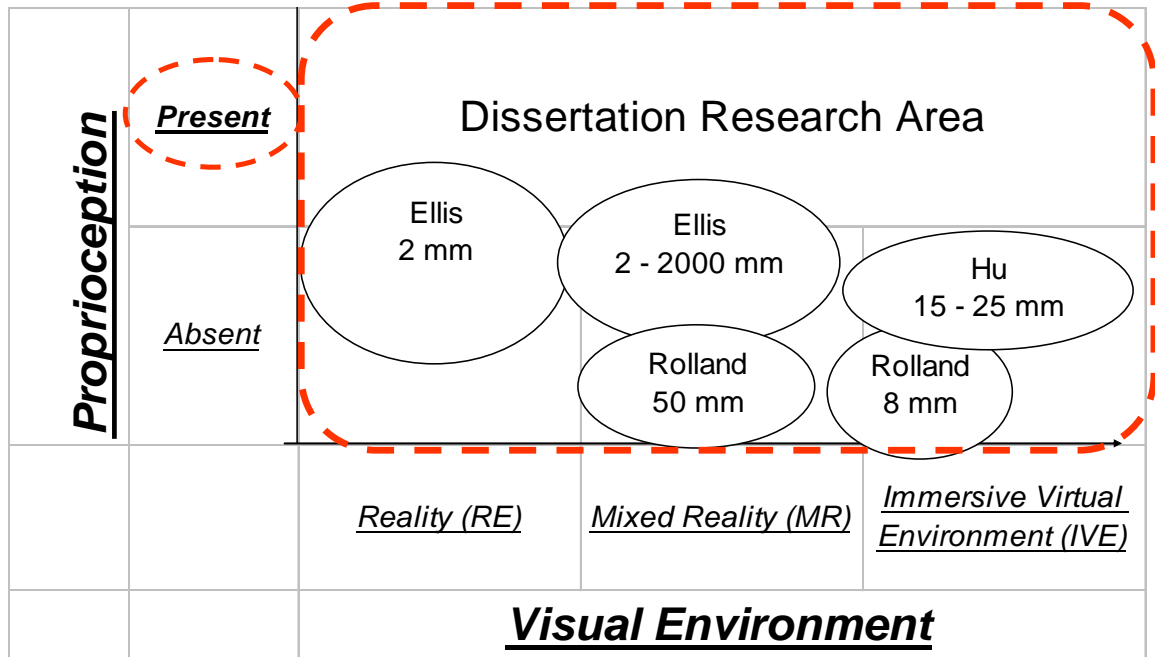 Proprioception
Present
Absent
Dissertation Research Area
Ellis
2 mm
Ellis
2 - 2000 mm
Hu
15 - 25 mm
Rolland
50 mm
Rolland
8 mm
Reality (RE)
Mixed Reality (MR)
Immersive Virtual
Environment (IVE)
Visual Environment